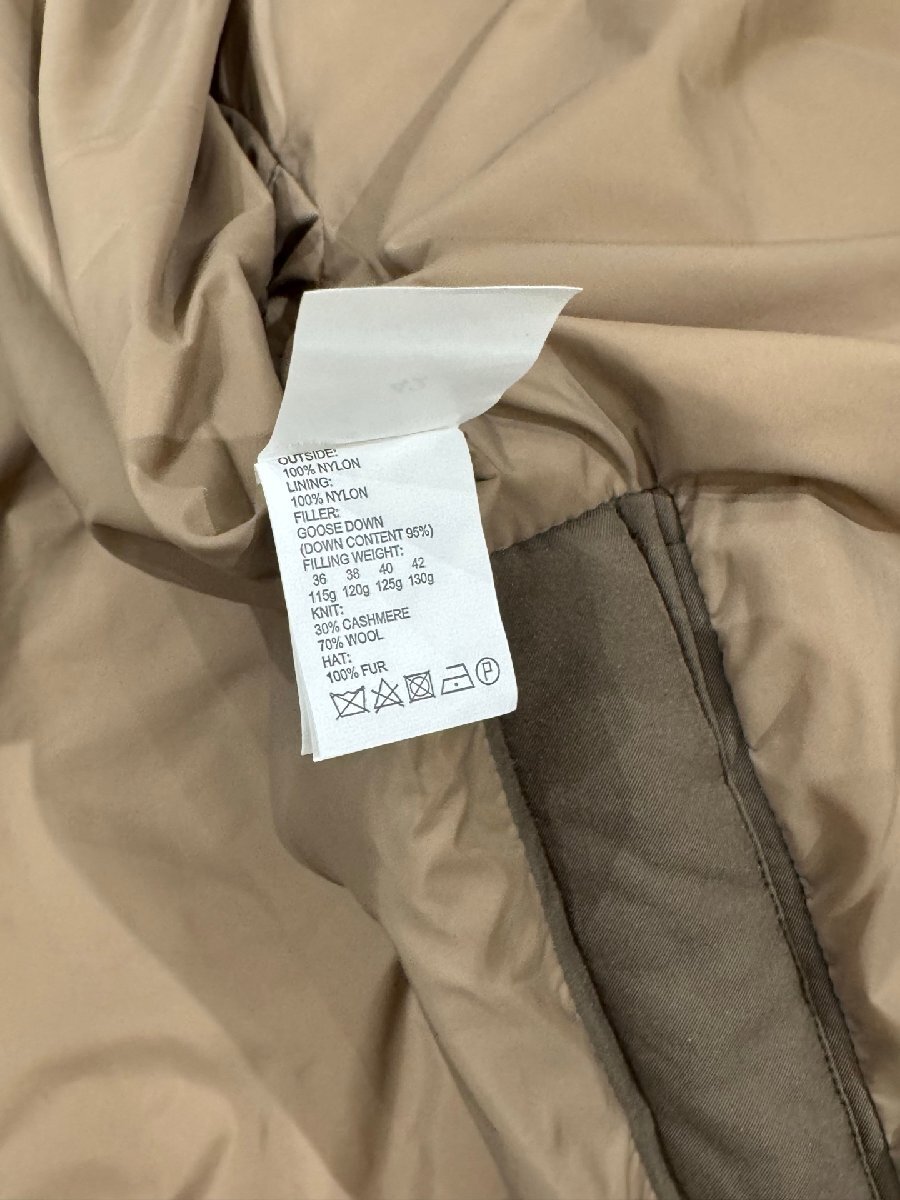 OUTSIDE:
100% NYLON
LINING:
100% NYLON
FILLER:
GOOSE DOWN
(DOWN CONTENT 95%)
FILLING WEIGHT:
36 38 40 42
115g 120g 125g 130g
KNIT:
30% CASHMERE
70% WOOL
HAT:
100% FUR
P